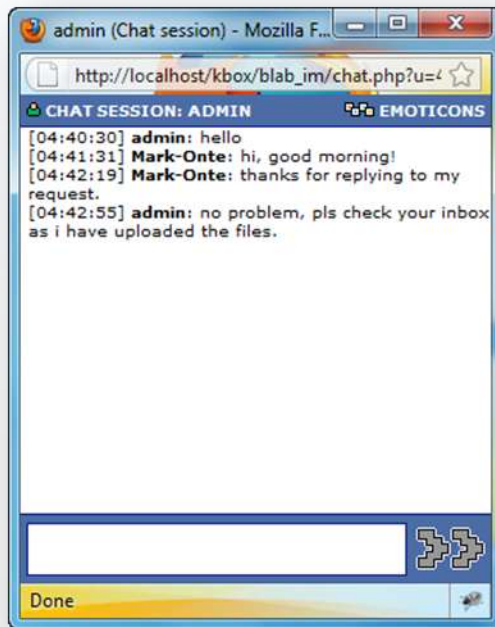 admin (Chat session) - Mozilla F...
http://localhost/kbox/blab_im/chat.php?u=4
CHAT SESSION: ADMIN EMOTICONS
[04:40:30] admin: hello
[04:41:31] Mark-Onte: hi, good morning!
[04:42:19] Mark-Onte: thanks for replying to my
request.
[04:42:55] admin: no problem, pls check your inbox
as i have uploaded the files.
Done